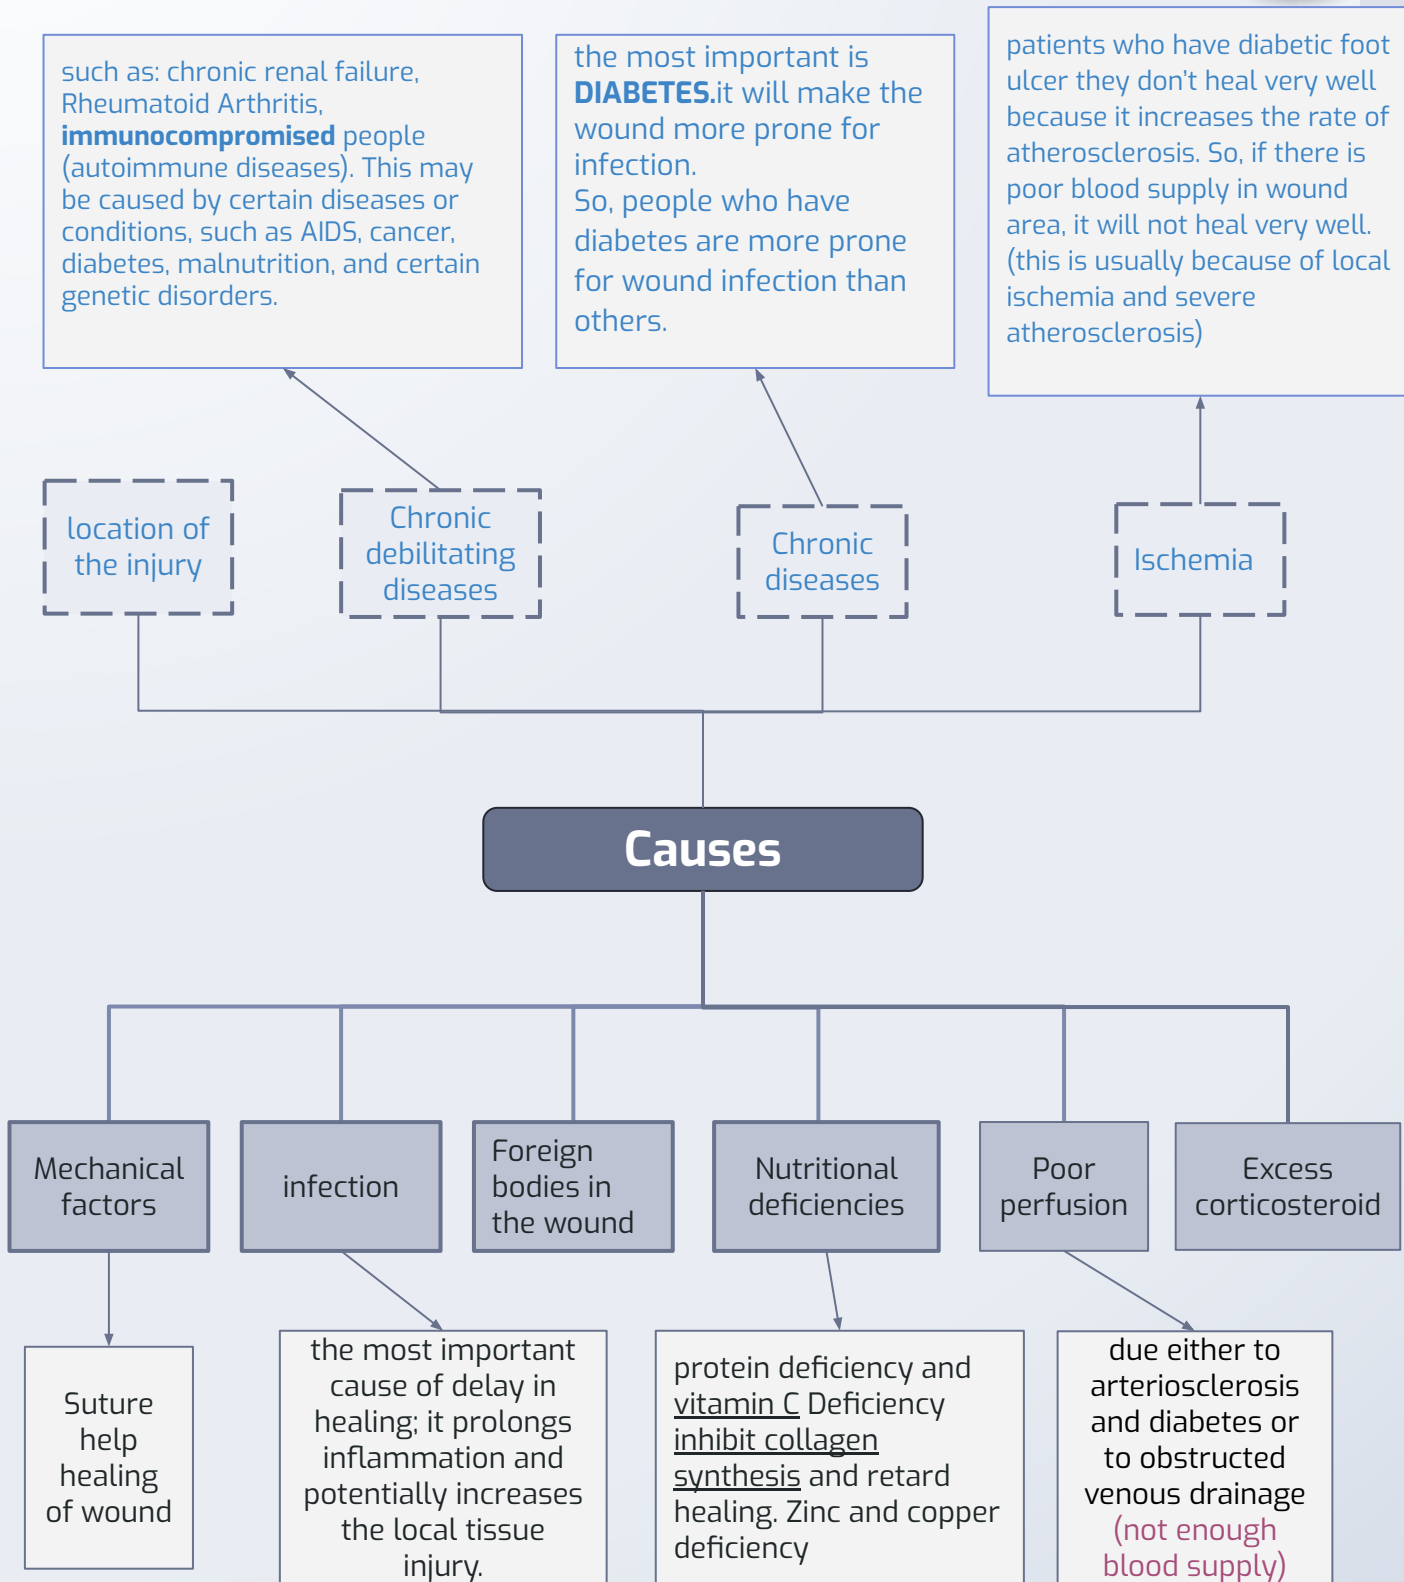 such as: chronic renal failure,
Rheumatoid Arthritis,
immunocompromised people
(autoimmune diseases). This may
be caused by certain diseases or
conditions, such as AIDS, cancer,
diabetes, malnutrition, and certain
genetic disorders.
the most important is
DIABETES.it will make the
wound more prone for
infection.
So, people who have
diabetes are more prone
for wound infection than
others.
patients who have diabetic foot
ulcer they don’t heal very well
because it increases the rate of
atherosclerosis. So, if there is
poor blood supply in wound
area, it will not heal very well.
(this is usually because of local
ischemia and severe
atherosclerosis)
location of
the injury
Chronic
debilitating
diseases
Chronic
diseases
Ischemia
Causes
Mechanical
factors
infection
Foreign
bodies in
the wound
Nutritional
deficiencies
Poor
perfusion
Excess
corticosteroid
Suture
help
healing
of wound
the most important
cause of delay in
healing; it prolongs
inflammation and
potentially increases
the local tissue
injury.
protein deficiency and
vitamin C Deficiency
inhibit collagen
synthesis and retard
healing. Zinc and copper
deficiency
due either to
arteriosclerosis
and diabetes or
to obstructed
venous drainage
(not enough
blood supply)